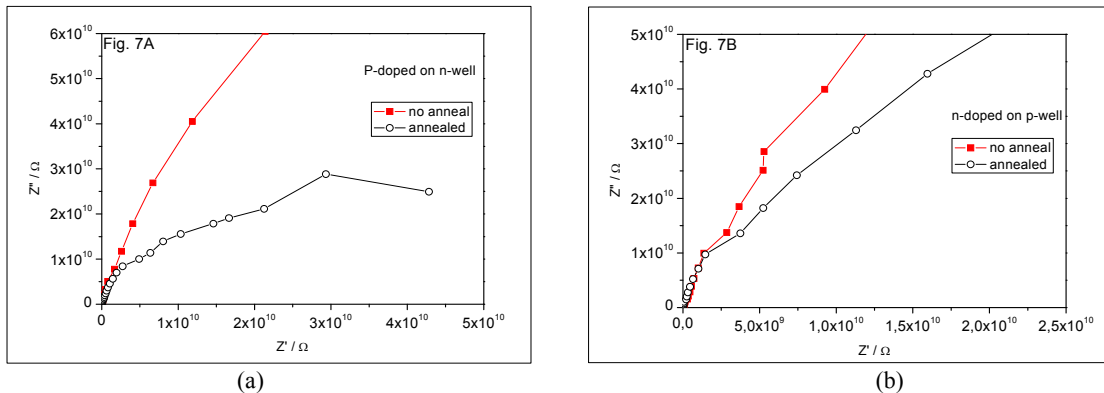 Fig. 7A
P-doped on n-well
no anneal
annealed
6x10¹⁰
5x10¹⁰
4x10¹⁰
3x10¹⁰
2x10¹⁰
1x10¹⁰
0
Z'' / Ω
0 1x10¹⁰ 2x10¹⁰ 3x10¹⁰ 4x10¹⁰ 5x10¹⁰
Z' / Ω
(a)
Fig. 7B
n-doped on p-well
no anneal
annealed
5x10¹⁰
4x10¹⁰
3x10¹⁰
2x10¹⁰
1x10¹⁰
0
Z'' / Ω
0,0 5,0x10⁹ 1,0x10¹⁰ 1,5x10¹⁰ 2,0x10¹⁰ 2,5x10¹⁰
Z' / Ω
(b)